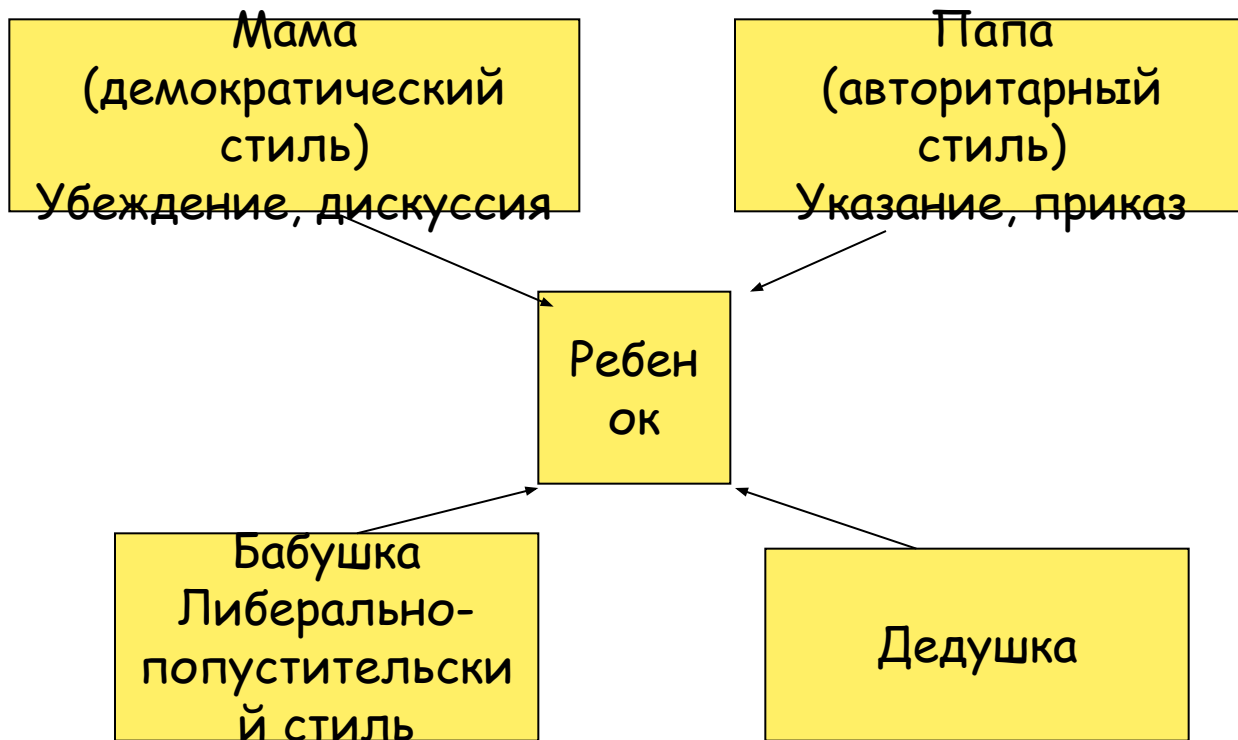 Мама
(демократический
стиль)
Убеждение, дискуссия
Папа
(авторитарный
стиль)
Указание, приказ
Ребен
ок
Бабушка
Либерально-
попустительски
й стиль
Дедушка